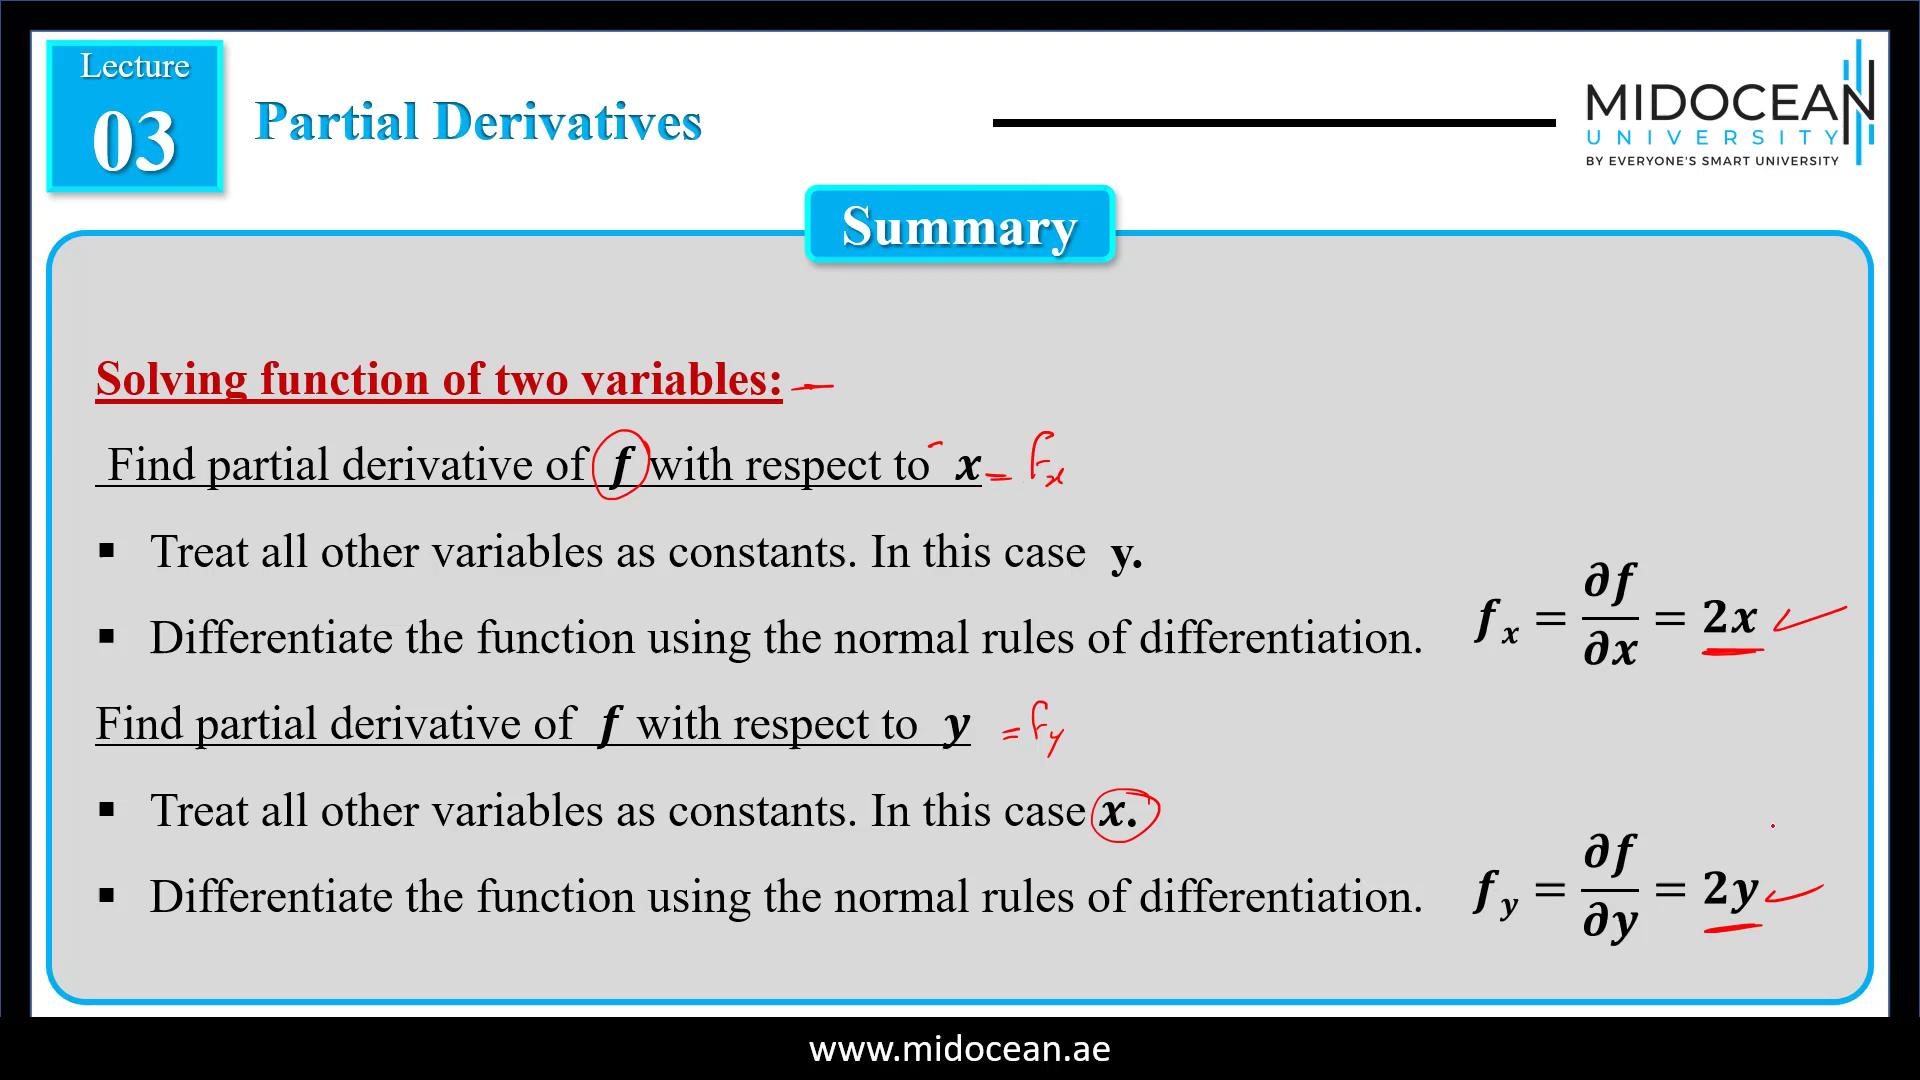 Lecture
03
Partial Derivatives
MIDOCEAN
UNIVERSITY
BY EVERYONE'S SMART UNIVERSITY
Summary
Solving function of two variables:
Find partial derivative of f with respect to x = fx
▪ Treat all other variables as constants. In this case y.
▪ Differentiate the function using the normal rules of differentiation.
f_x = ∂f/∂x = 2x
Find partial derivative of f with respect to y = fy
▪ Treat all other variables as constants. In this case x.
▪ Differentiate the function using the normal rules of differentiation.
f_y = ∂f/∂y = 2y
www.midocean.ae